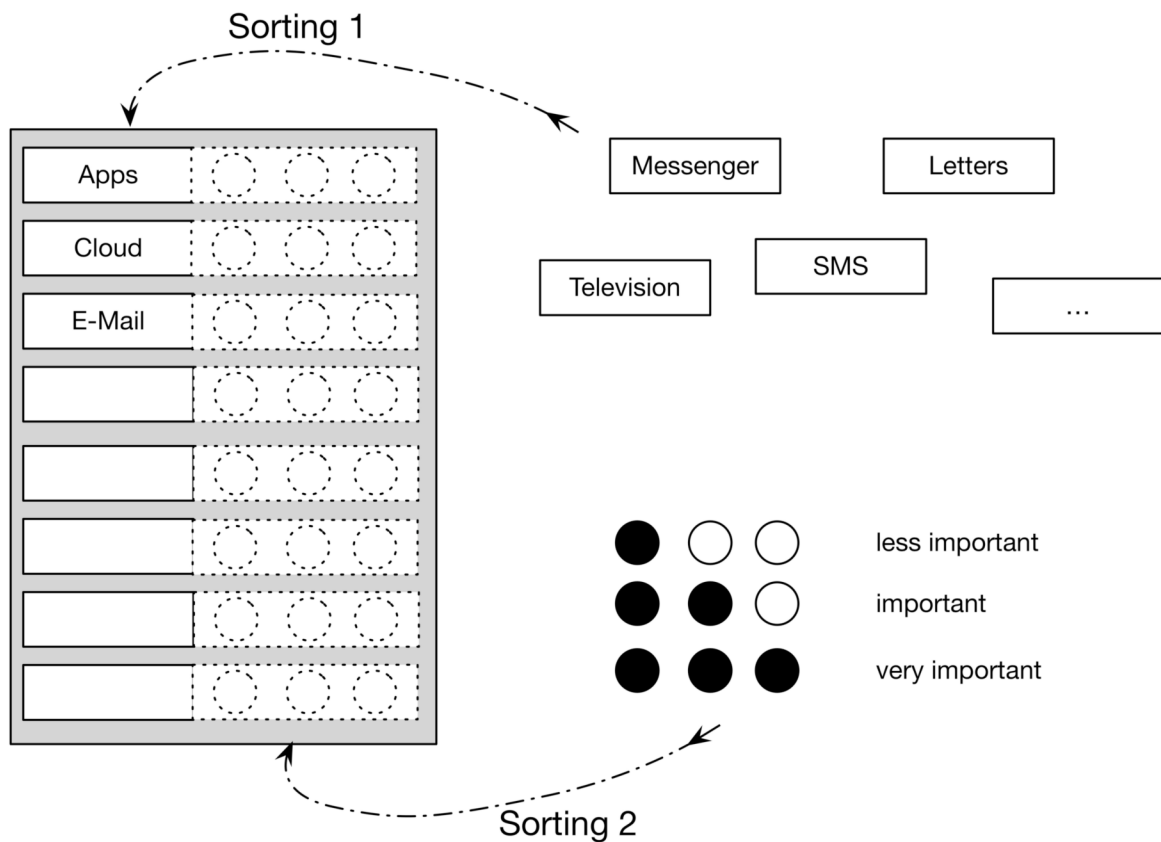 Sorting 1
Apps
Cloud
E-Mail
Messenger
Letters
Television
SMS
...
less important
important
very important
Sorting 2